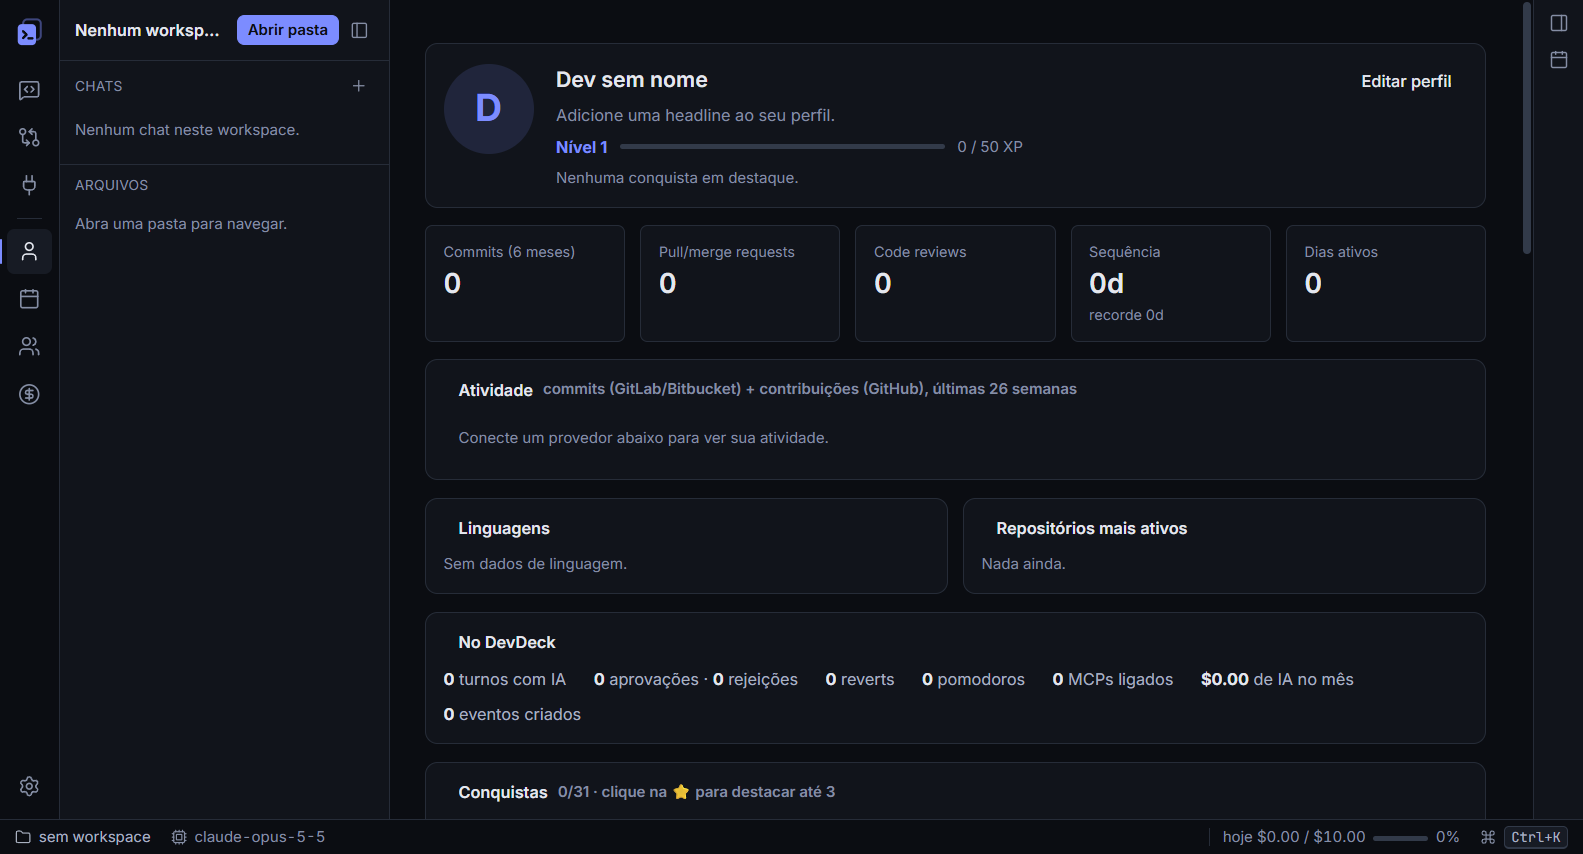 Nenhum worksp...
Abrir pasta
CHATS
Nenhum chat neste workspace.
ARQUIVOS
Abra uma pasta para navegar.
D
Dev sem nome
Editar perfil
Adicione uma headline ao seu perfil.
Nível 1
0 / 50 XP
Nenhuma conquista em destaque.
Commits (6 meses)
0
Pull/merge requests
0
Code reviews
0
Sequência
0d
recorde 0d
Dias ativos
0
Atividade commits (GitLab/Bitbucket) + contribuições (GitHub), últimas 26 semanas
Conecte um provedor abaixo para ver sua atividade.
Linguagens
Sem dados de linguagem.
Repositórios mais ativos
Nada ainda.
No DevDeck
0 turnos com IA 0 aprovações · 0 rejeições 0 reverts 0 pomodoros 0 MCPs ligados $0.00 de IA no mês
0 eventos criados
Conquistas 0/31 · clique na ⭐ para destacar até 3
sem workspace
claude-opus-5-5
hoje $0.00 / $10.00
0%
⌘ Ctrl+K